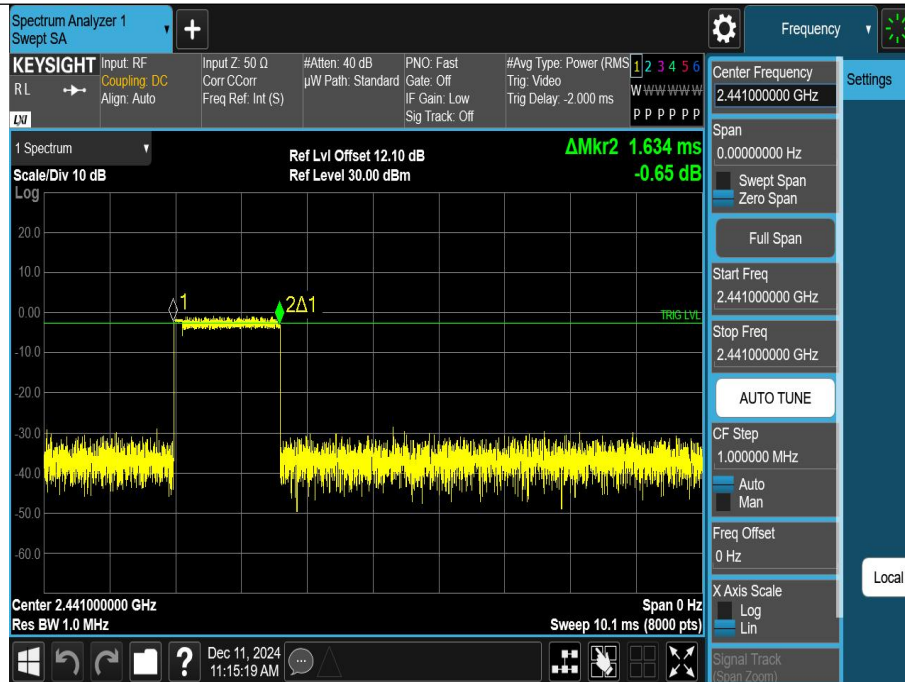 Spectrum Analyzer 1
Swept SA
+
Frequency
KEYSIGHT
RL
LXI
Input: RF
Coupling: DC
Align: Auto
Input Z: 50 Ω
Corr CCorr
Freq Ref: Int (S)
#Atten: 40 dB
µW Path: Standard
PNO: Fast
Gate: Off
IF Gain: Low
Sig Track: Off
#Avg Type: Power (RMS
Trig: Video
Trig Delay: -2.000 ms
1 2 3 4 5 6
W W W W W W
P P P P P P
Center Frequency
2.441000000 GHz
Settings
1 Spectrum
Scale/Div 10 dB
Log
Ref Lvl Offset 12.10 dB
Ref Level 30.00 dBm
ΔMkr2 1.634 ms
-0.65 dB
20.0
10.0
0.00
-10.0
-20.0
-30.0
-40.0
-50.0
-60.0
1
2Δ1
TRIG LVL
Center 2.441000000 GHz
Res BW 1.0 MHz
Span 0 Hz
Sweep 10.1 ms (8000 pts)
Span
0.00000000 Hz
Swept Span
Zero Span
Full Span
Start Freq
2.441000000 GHz
Stop Freq
2.441000000 GHz
AUTO TUNE
CF Step
1.000000 MHz
Auto
Man
Freq Offset
0 Hz
X Axis Scale
Log
Lin
Signal Track
(Span Zoom)
Local
?
Dec 11, 2024
11:15:19 AM